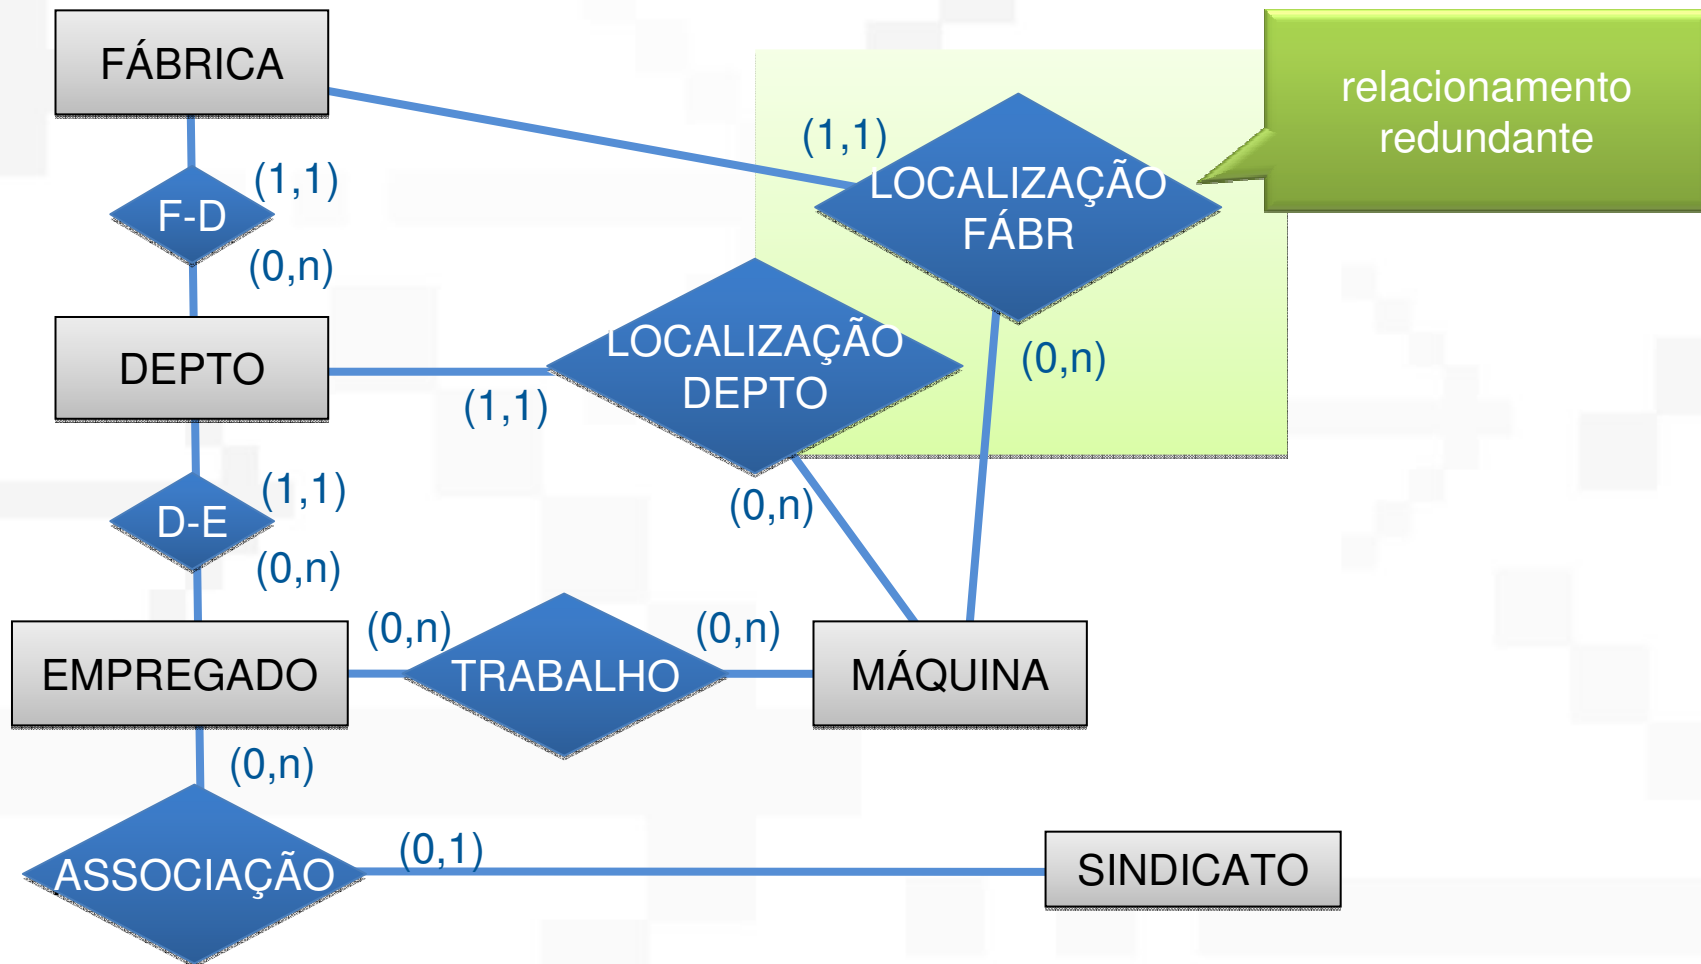 FÁBRICA
relacionamento
redundante
(1,1)
LOCALIZAÇÃO
FÁBR
(1,1)
F-D
(0,n)
LOCALIZAÇÃO
DEPTO
(0,n)
DEPTO
(1,1)
(1,1)
D-E
(0,n)
(0,n)
EMPREGADO
(0,n)
TRABALHO
(0,n)
MÁQUINA
(0,n)
ASSOCIAÇÃO
(0,1)
SINDICATO